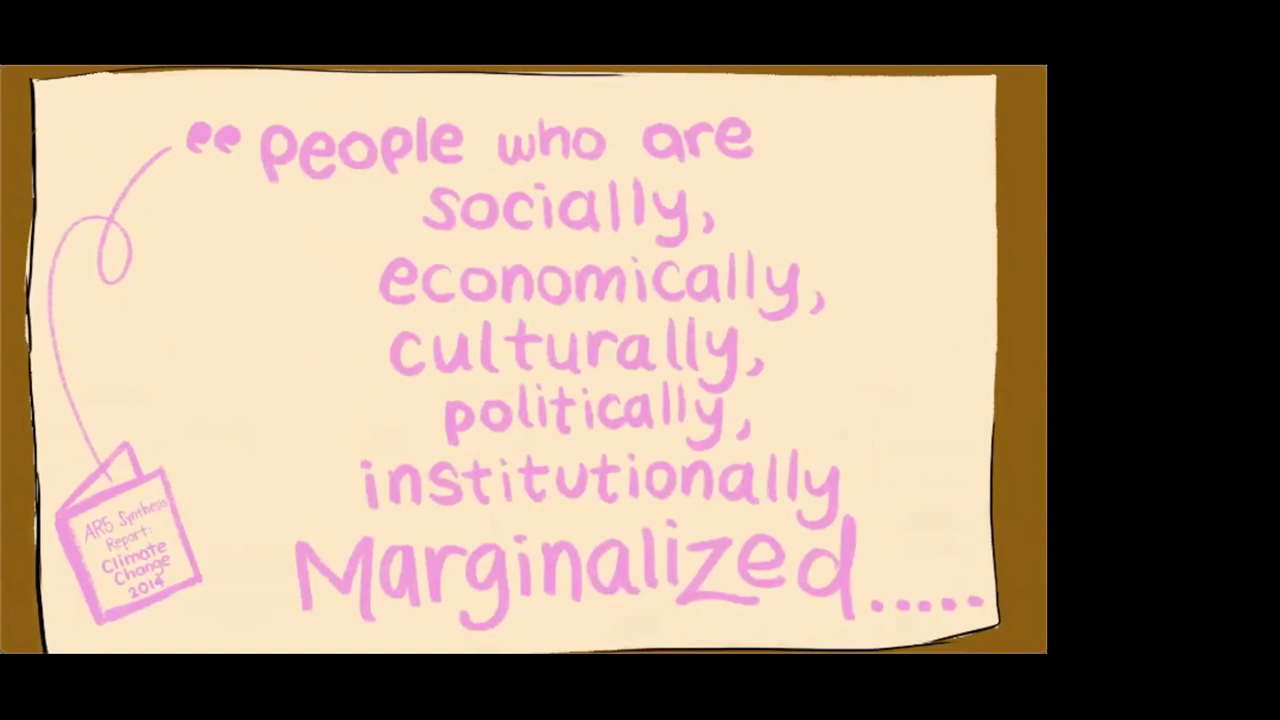 “people who are
socially,
economically,
culturally,
politically,
institutionally
Marginalized.....
AR5 Synthesis
Report:
Climate
Change
2014